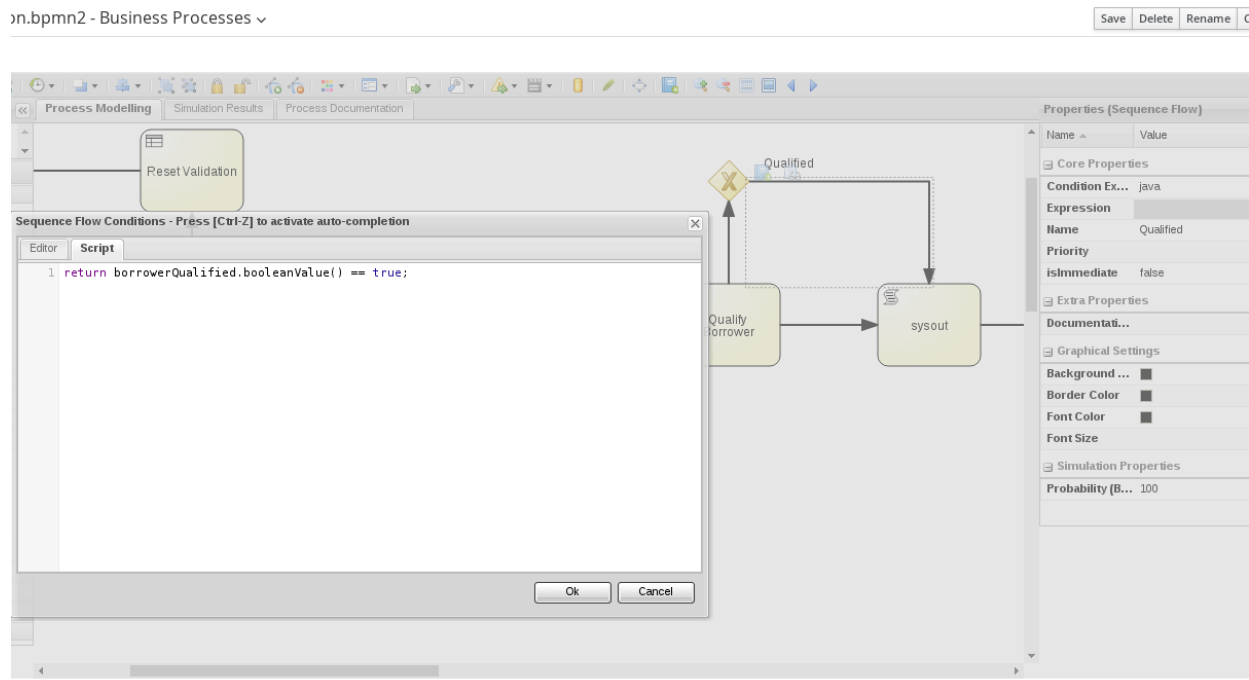 on.bpmn2 - Business Processes
Save Delete Rename
Process Modelling Simulation Results Process Documentation
Properties (Sequence Flow)
Name Value
Core Properties
Condition Ex... java
Expression
Name Qualified
Priority
isImmediate false
Extra Properties
Documentati...
Graphical Settings
Background ...
Border Color
Font Color
Font Size
Simulation Properties
Probability (B... 100
Reset Validation
X
Qualified
Qualify
Borrower
sysout
Sequence Flow Conditions - Press [Ctrl-Z] to activate auto-completion
Editor Script
1 return borrowerQualified.booleanValue() == true;
Ok Cancel